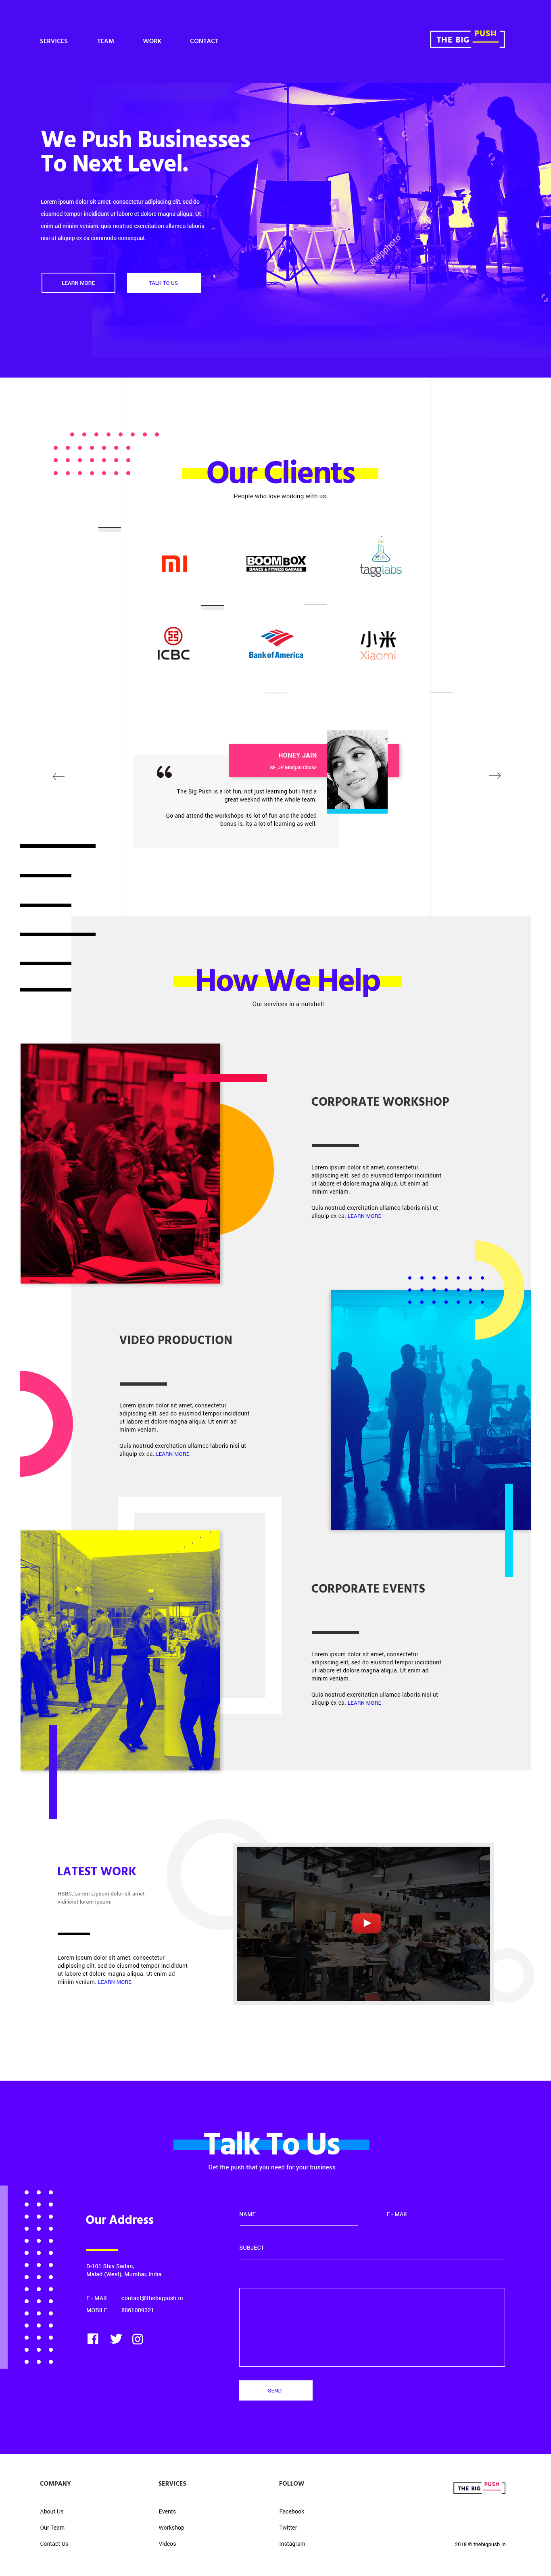 SERVICES TEAM WORK CONTACT
THE BIG PUSH
We Push Businesses
To Next Level.
Lorem ipsum dolor sit amet, consectetur adipiscing elit, sed do
eiusmod tempor incididunt ut labore et dolore magna aliqua. Ut
enim ad minim veniam, quis nostrud exercitation ullamco laboris
nisi ut aliquip ex ea commodo consequat.
LEARN MORE
TALK TO US
Our Clients
People who love working with us.
MI
BOOMBOX
DANCE & FITNESS GARAGE
tagglabs
ICBC
Bank of America
小米
Xiaomi
HONEY JAIN
SE, JP Morgan Chase
“
The Big Push is a lot fun, not just learning but i had a
great weeknd with the whole team.
Go and attend the workshops its lot of fun and the added
bonus is, its a lot of learning as well.
How We Help
Our services in a nutshell
CORPORATE WORKSHOP
Lorem ipsum dolor sit amet, consectetur
adipiscing elit, sed do eiusmod tempor incididunt
ut labore et dolore magna aliqua. Ut enim ad
minim veniam.
Quis nostrud exercitation ullamco laboris nisi ut
aliquip ex ea. LEARN MORE
VIDEO PRODUCTION
Lorem ipsum dolor sit amet, consectetur
adipiscing elit, sed do eiusmod tempor incididunt
ut labore et dolore magna aliqua. Ut enim ad
minim veniam.
Quis nostrud exercitation ullamco laboris nisi ut
aliquip ex ea. LEARN MORE
CORPORATE EVENTS
Lorem ipsum dolor sit amet, consectetur
adipiscing elit, sed do eiusmod tempor incididunt
ut labore et dolore magna aliqua. Ut enim ad
minim veniam.
Quis nostrud exercitation ullamco laboris nisi ut
aliquip ex ea. LEARN MORE
LATEST WORK
HSBC, Lorem Lipsum dolor sit amet
vidiliciet lorem ipsum.
Lorem ipsum dolor sit amet, consectetur
adipiscing elit, sed do eiusmod tempor incididunt
ut labore et dolore magna aliqua. Ut enim ad
minim veniam. LEARN MORE
Talk To Us
Get the push that you need for your business
Our Address
D-101 Shiv Sadan,
Malad (West), Mumbai, India
E - MAIL contact@thebigpush.in
MOBILE 8861009321
NAME
E - MAIL
SUBJECT
SEND
COMPANY
About Us
Our Team
Contact Us
SERVICES
Events
Workshop
Videos
FOLLOW
Facebook
Twitter
Instagram
THE BIG PUSH
2018 © thebigpush.in